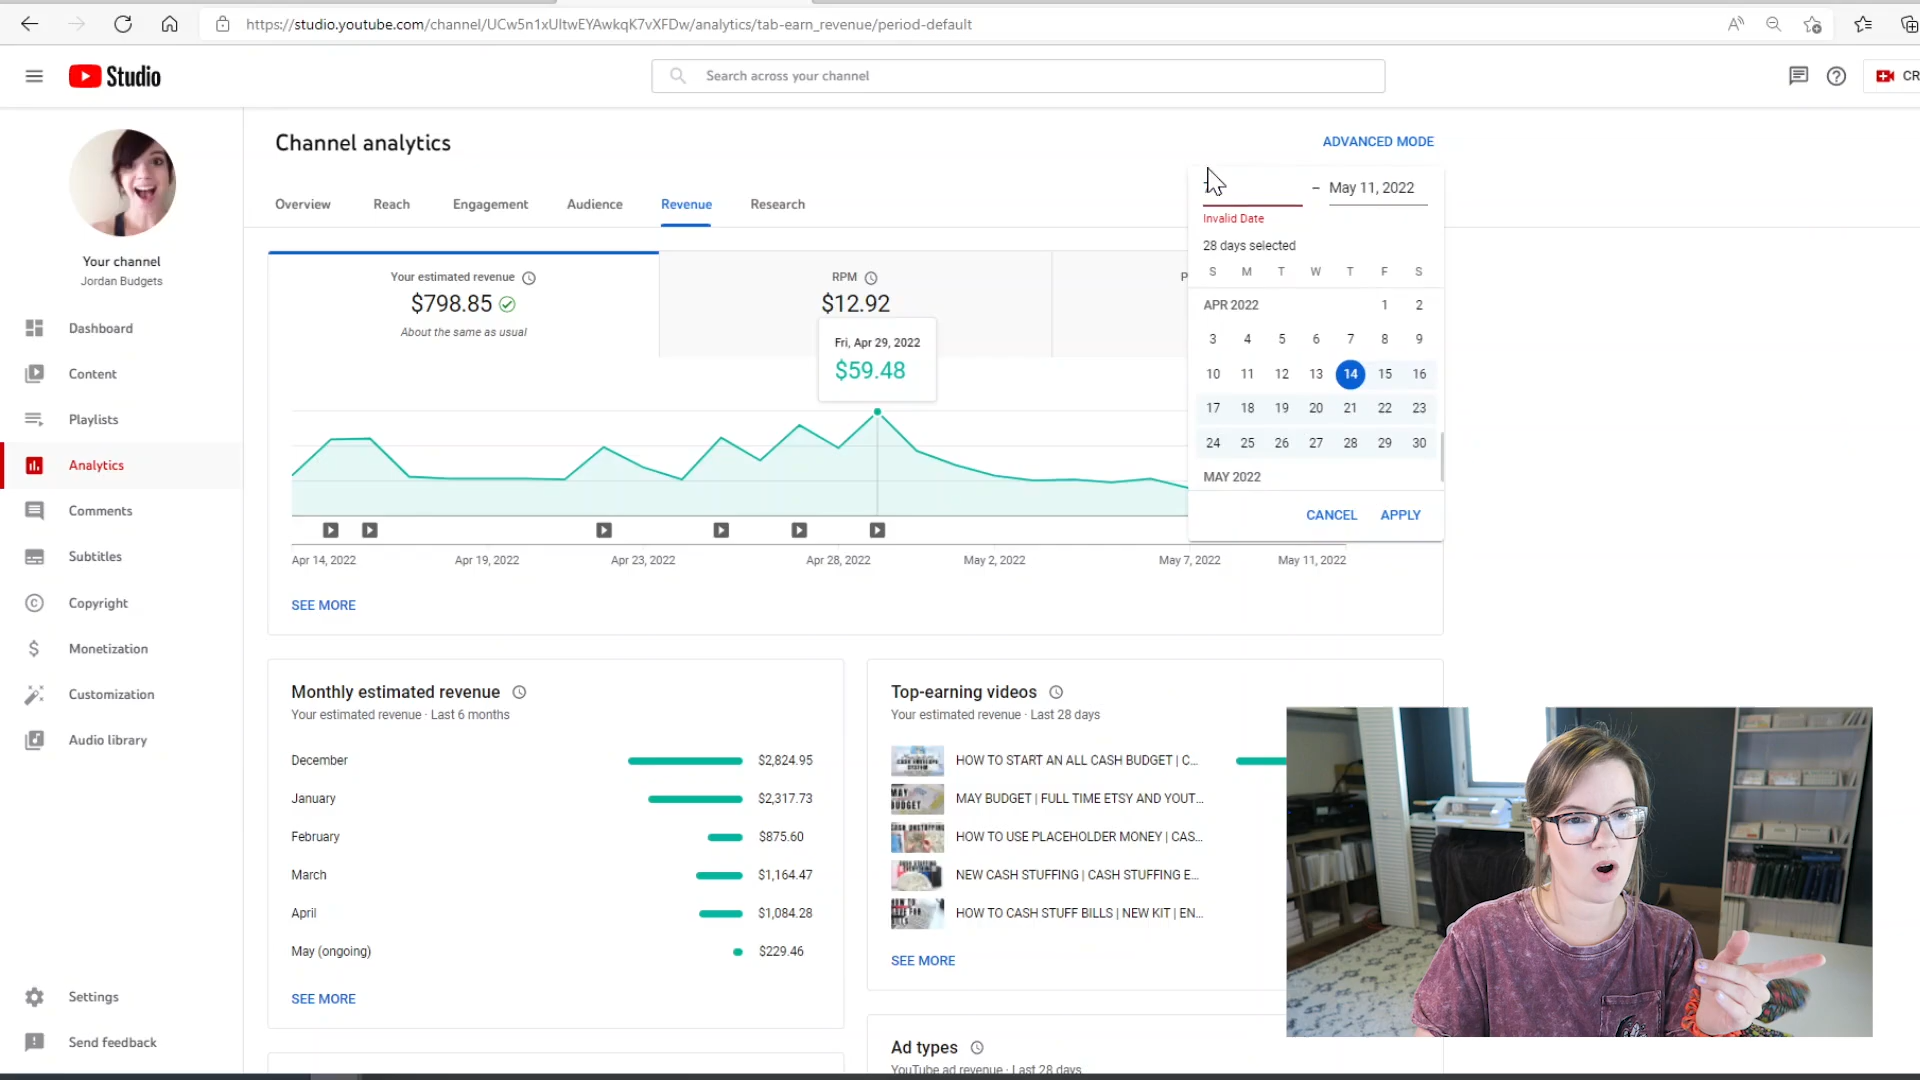 https://studio.youtube.com/channel/UCw5n1xUltwEYAwkqK7vXFDw/analytics/tab-earn_revenue/period-default
Studio
Search across your channel
CR
Channel analytics
ADVANCED MODE
Overview
Reach
Engagement
Audience
Revenue
Research
– May 11, 2022
Invalid Date
28 days selected
S M T W T F S
APR 2022 1 2
3 4 5 6 7 8 9
10 11 12 13 14 15 16
17 18 19 20 21 22 23
24 25 26 27 28 29 30
MAY 2022
CANCEL APPLY
Your channel
Jordan Budgets
Dashboard
Content
Playlists
Analytics
Comments
Subtitles
Copyright
Monetization
Customization
Audio library
Settings
Send feedback
Your estimated revenue
$798.85
About the same as usual
RPM
$12.92
P
Fri, Apr 29, 2022
$59.48
Apr 14, 2022
Apr 19, 2022
Apr 23, 2022
Apr 28, 2022
May 2, 2022
May 7, 2022
May 11, 2022
SEE MORE
Monthly estimated revenue
Your estimated revenue · Last 6 months
December $2,824.95
January $2,317.73
February $875.60
March $1,164.47
April $1,084.28
May (ongoing) $229.46
SEE MORE
Top-earning videos
Your estimated revenue · Last 28 days
HOW TO START AN ALL CASH BUDGET | C...
MAY BUDGET | FULL TIME ETSY AND YOUT...
HOW TO USE PLACEHOLDER MONEY | CAS...
NEW CASH STUFFING | CASH STUFFING E...
HOW TO CASH STUFF BILLS | NEW KIT | EN...
SEE MORE
Ad types
YouTube ad revenue · Last 28 days